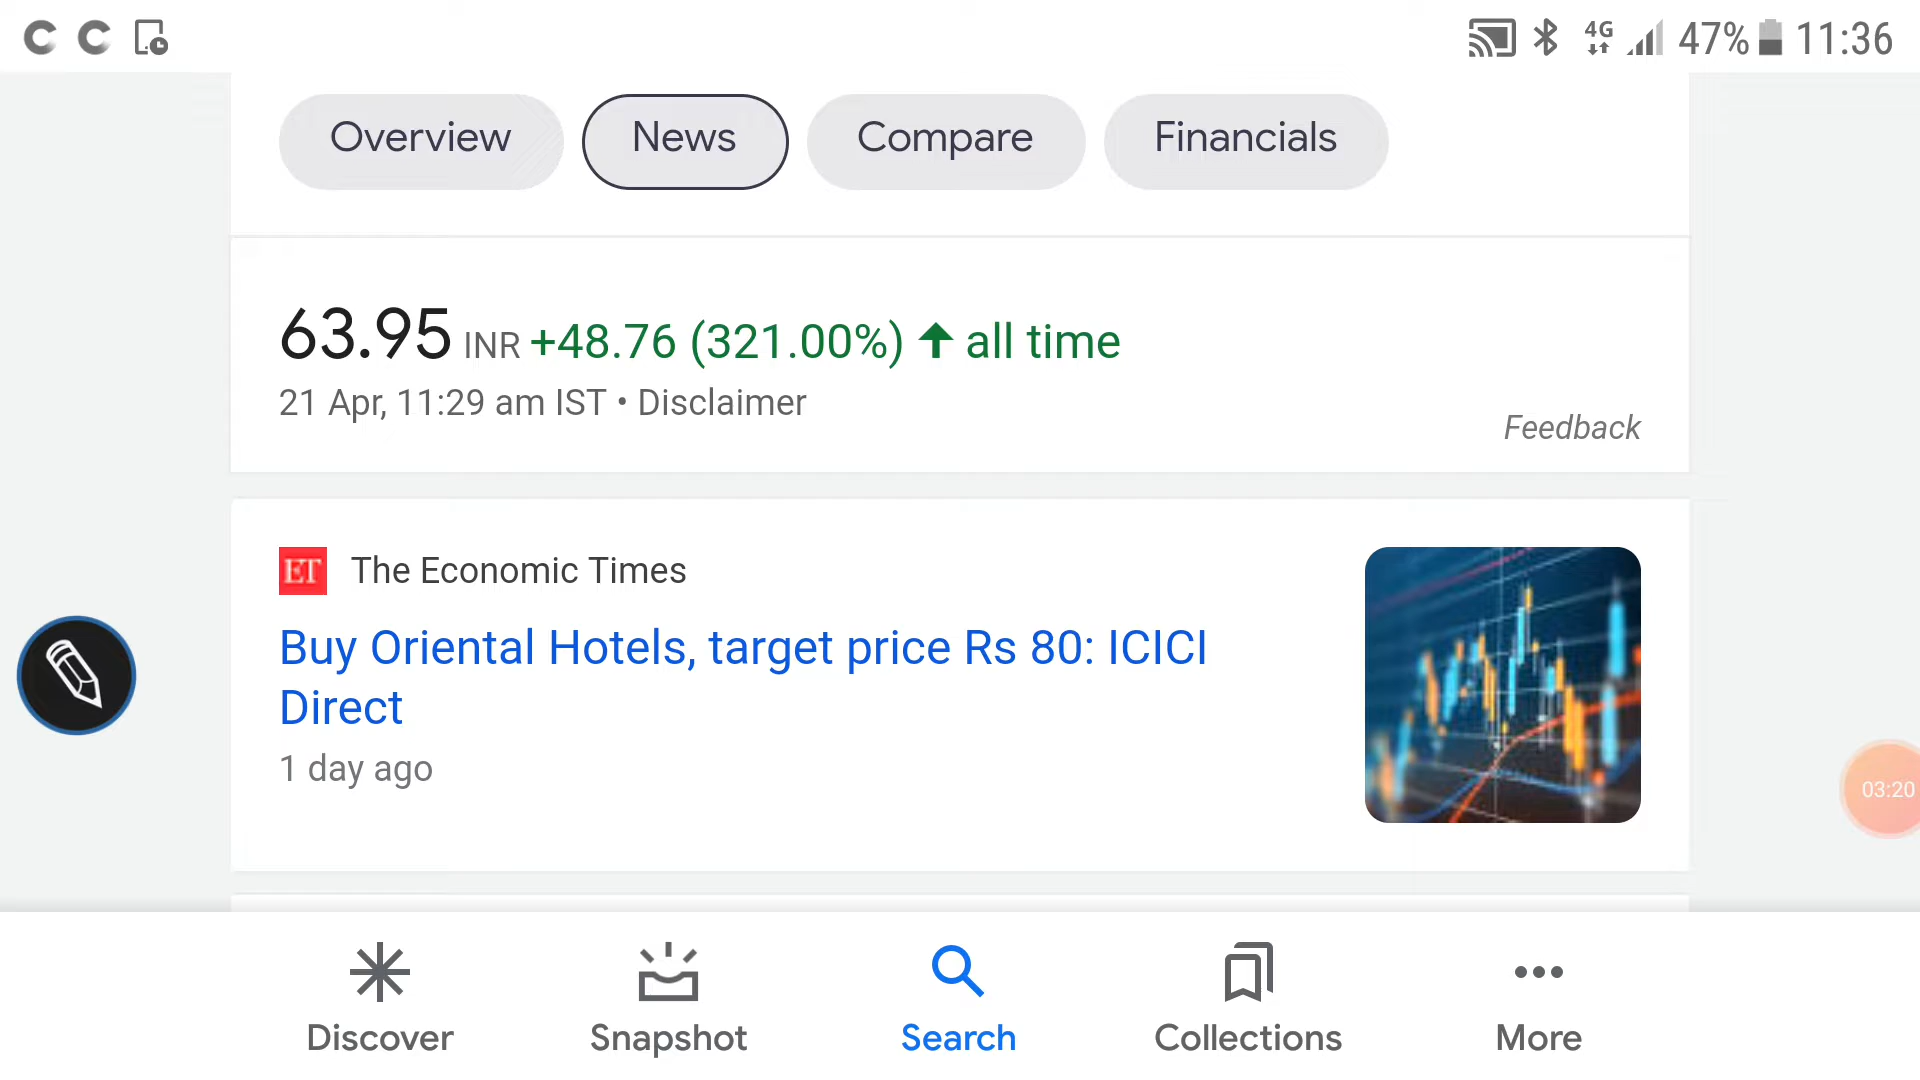 4G 47% 11:36
Overview News Compare Financials
63.95 INR +48.76 (321.00%) all time
21 Apr, 11:29 am IST • Disclaimer
Feedback
ET The Economic Times
Buy Oriental Hotels, target price Rs 80: ICICI
Direct
1 day ago
03:20
Discover Snapshot Search Collections More